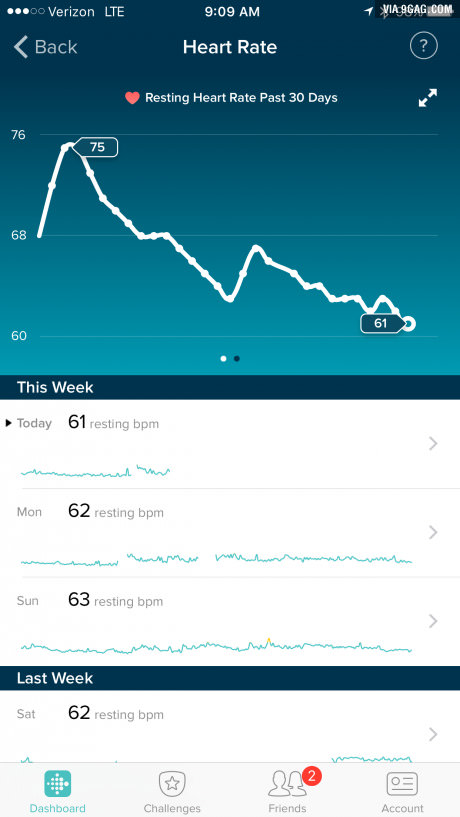 Verizon LTE 9:09 AM VIA 9GAG.COM
Back Heart Rate ?
Resting Heart Rate Past 30 Days
76
75
68
61
60
This Week
Today 61 resting bpm
Mon 62 resting bpm
Sun 63 resting bpm
Last Week
Sat 62 resting bpm
2
Dashboard Challenges Friends Account